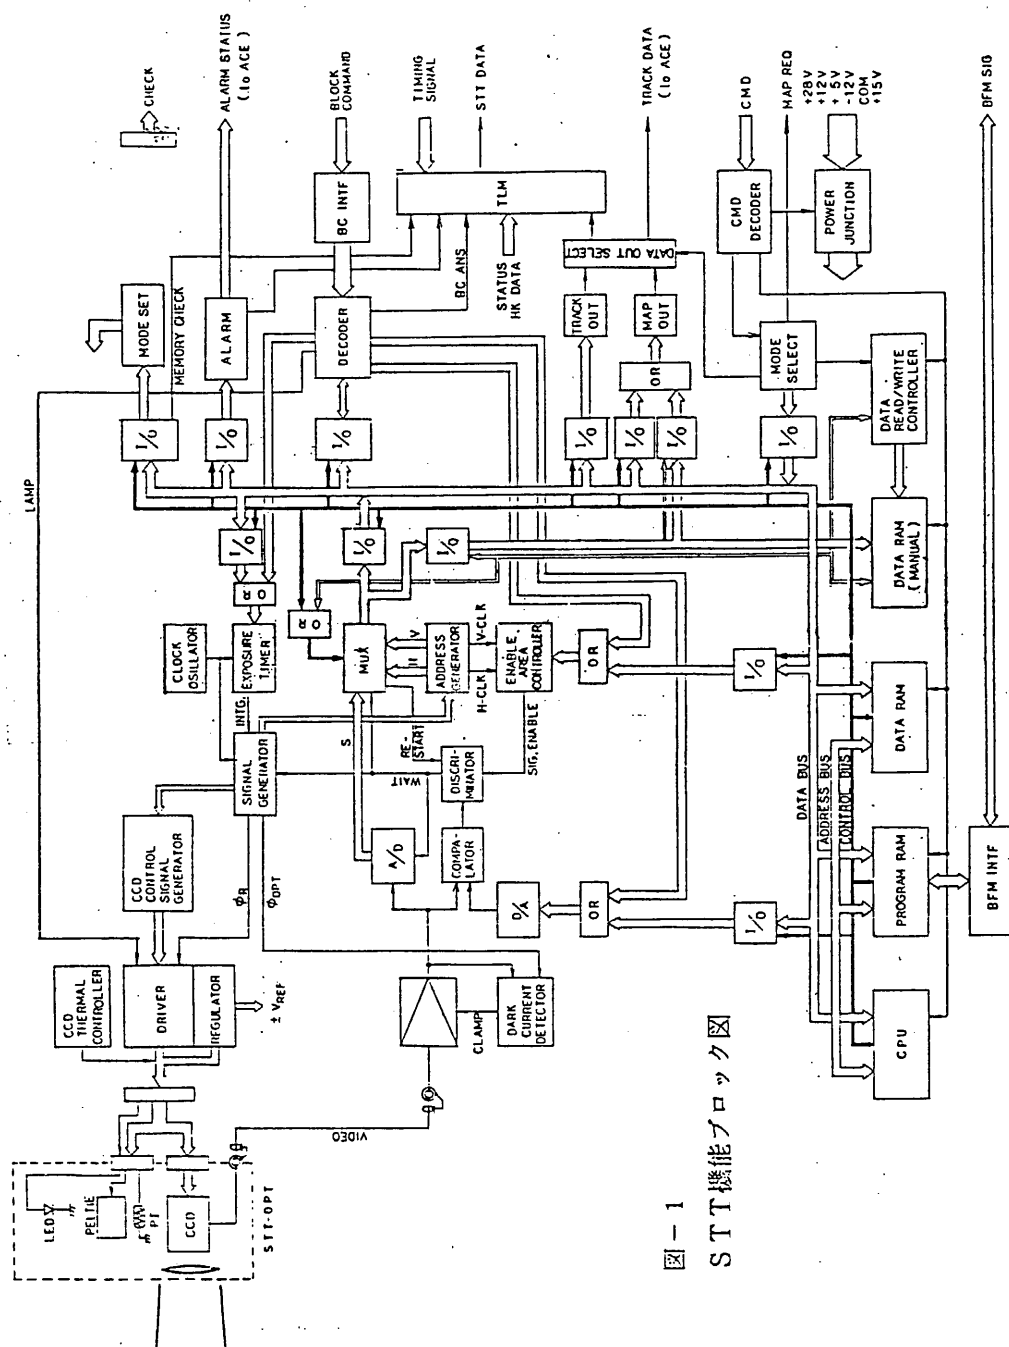 CHECK
ALARM STATUS
(to ACE)
BLOCK
COMMAND
TIMING
SIGNAL
STT DATA
TRACK DATA
(to ACE)
CMD
MAP REQ
+28V
+12V
+5V
-12V
COM
+15V
BFM SIG
MODE SET
MEMORY CHECK
ALARM
BC INTF
TLM
DECODER
BC ANS
STATUS
HK DATA
DATA OUT SELECT
TRACK
OUT
MAP
OUT
CMD
DECODER
POWER
JUNCTION
LAMP
I/O
I/O
I/O
I/O
I/O
I/O
OR
MODE
SELECT
I/O
DATA
READ/WRITE
CONTROLLER
I/O
I/O
I/O
DATA RAM
(MANUAL)
CLOCK
OSILLATOR
EXPOSURE
TIMER
OR
OR
MUX
V
H
ADDRESS
GENERATOR
V-CLK
H-CLK
ENABLE
AREA
CONTROLLER
OR
I/O
DATA RAM
INTG.
SIGNAL
GENERATOR
S
RE-
START
WAIT
DISCRI-
MINATOR
SIG. ENABLE
DATA BUS
ADDRESS BUS
CONTROL BUS
CCD
CONTROL
SIGNAL
GENERATOR
ΦR
ΦOPT
A/D
COMPA-
LATOR
D/A
OR
I/O
PROGRAM RAM
BFM INTF
CCD
THERMAL
CONTROLLER
DRIVER
REGULATOR
± VREF
CLAMP
DARK
CURRENT
DETECTOR
CPU
VIDEO
LED
PELTIE
PT
CCD
STT-OPT
図-1
STT機能ブロック図